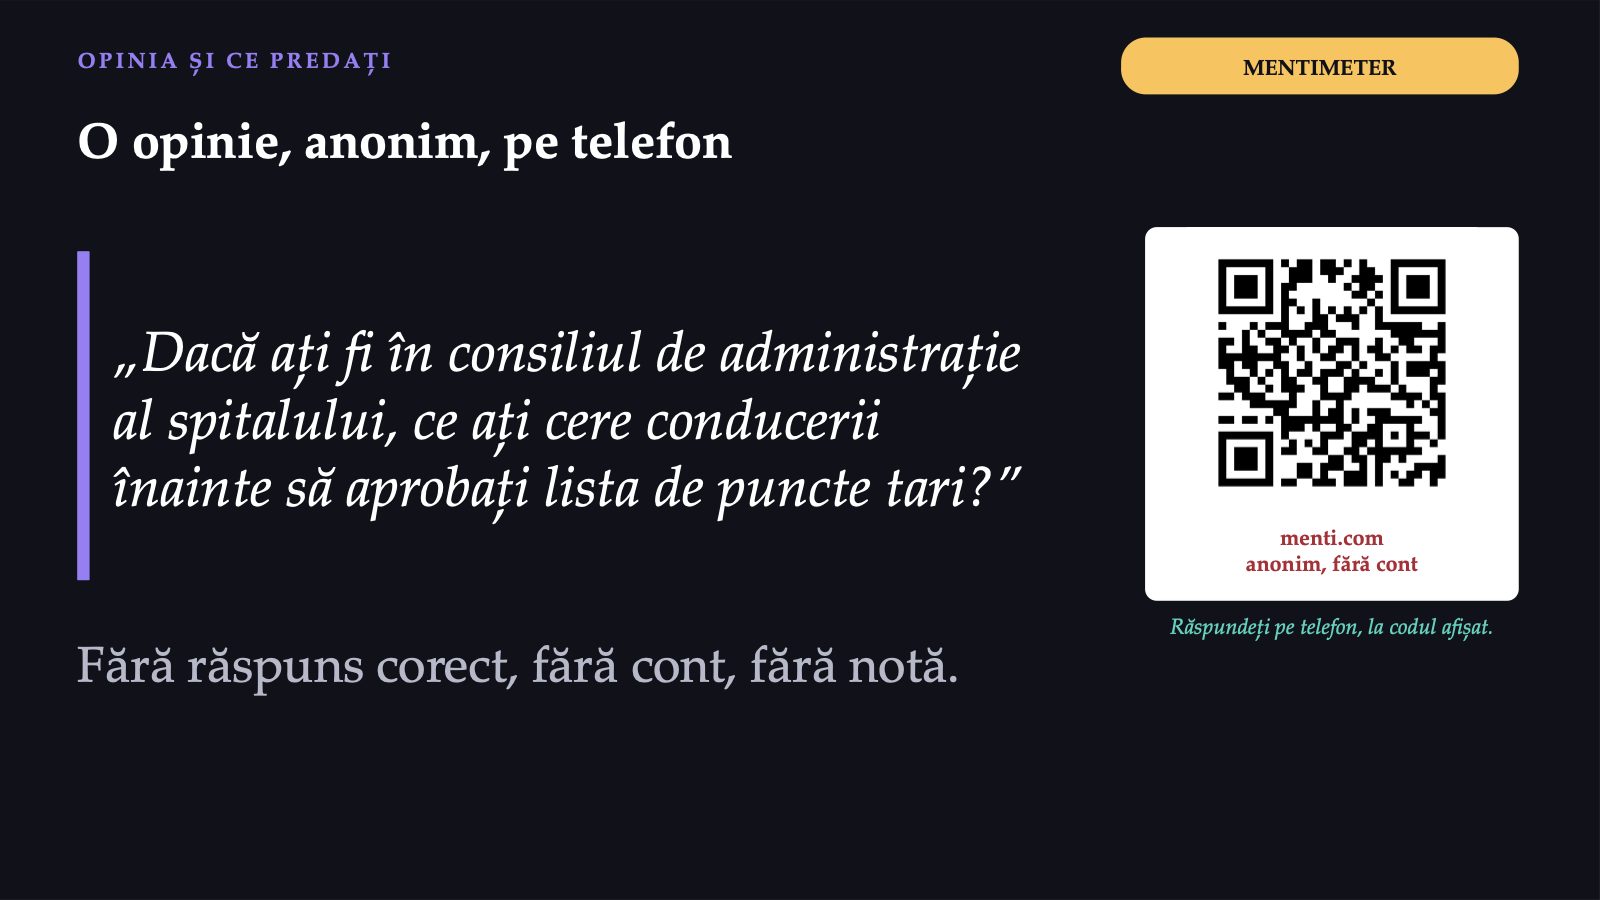 OPINIA ȘI CE PREDAȚI
MENTIMETER
O opinie, anonim, pe telefon
„Dacă ați fi în consiliul de administrație
al spitalului, ce ați cere conducerii
înainte să aprobați lista de puncte tari?”
menti.com
anonim, fără cont
Răspundeți pe telefon, la codul afișat.
Fără răspuns corect, fără cont, fără notă.